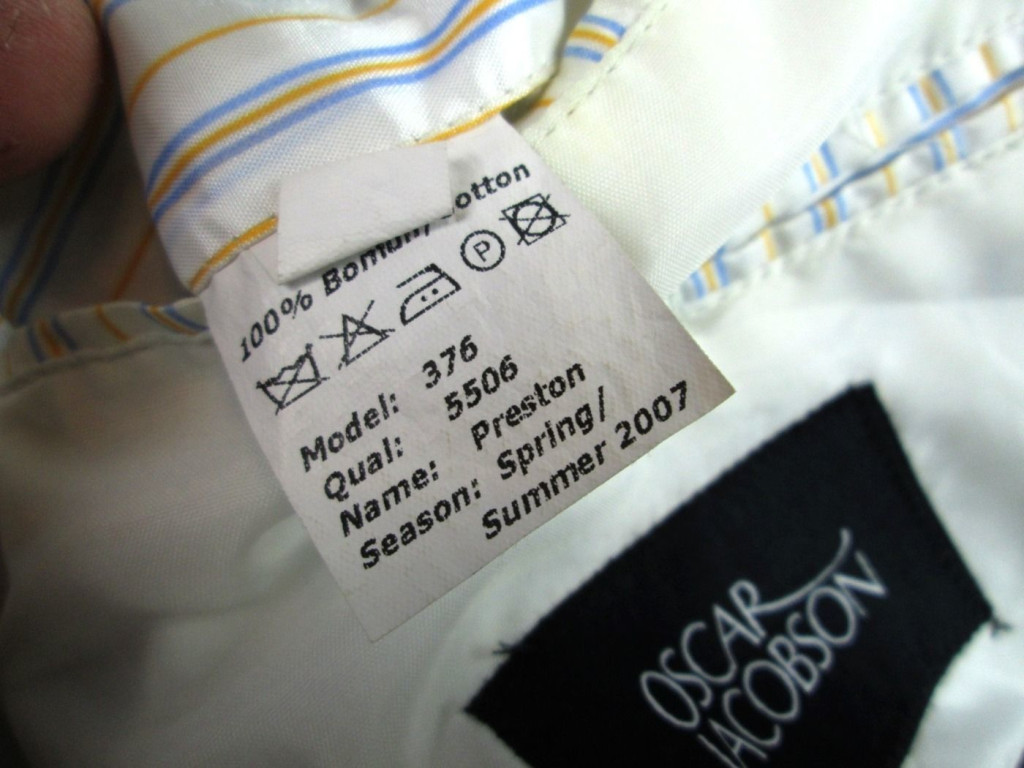 100% Bomull/Cotton
P
Model: 376
Qual: 5506
Name: Preston
Season: Spring/
Summer 2007
OSCAR
JACOBSON